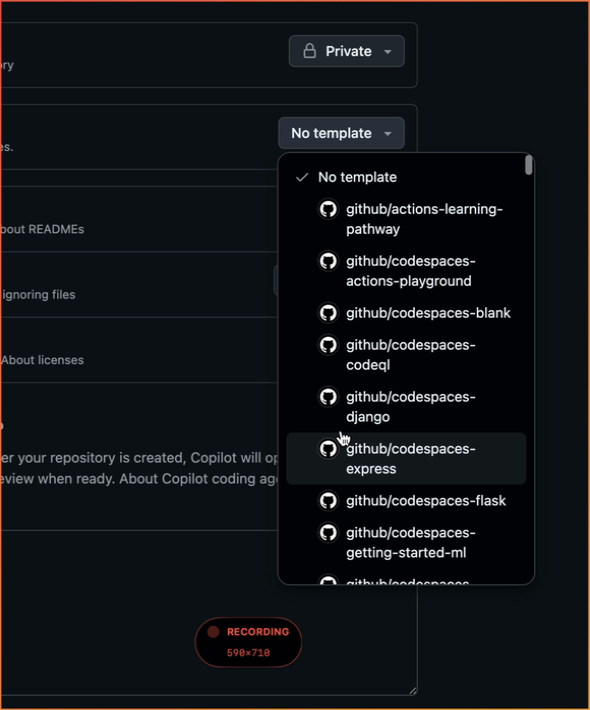 Private
ory
No template
es.
No template
github/actions-learning-
pathway
bout READMEs
github/codespaces-
actions-playground
ignoring files
github/codespaces-blank
github/codespaces-
codeql
About licenses
github/codespaces-
django
er your repository is created, Copilot will op
github/codespaces-
express
eview when ready. About Copilot coding age
github/codespaces-flask
github/codespaces-
getting-started-ml
github/codespaces-
RECORDING
590×710